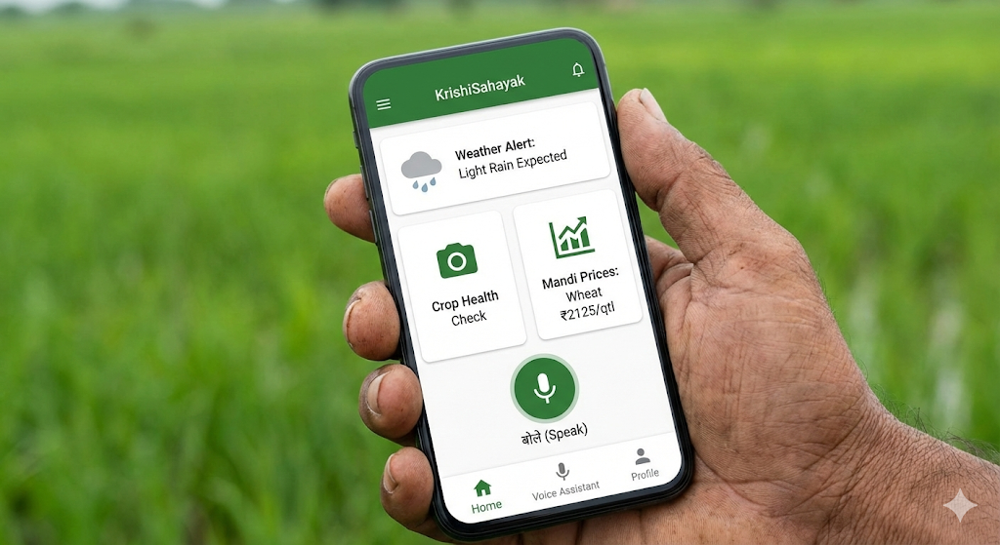 KrishiSahayak
Weather Alert:
Light Rain Expected
Crop Health
Check
Mandi Prices:
Wheat
₹2125/qtl
बोले (Speak)
Home
Voice Assistant
Profile